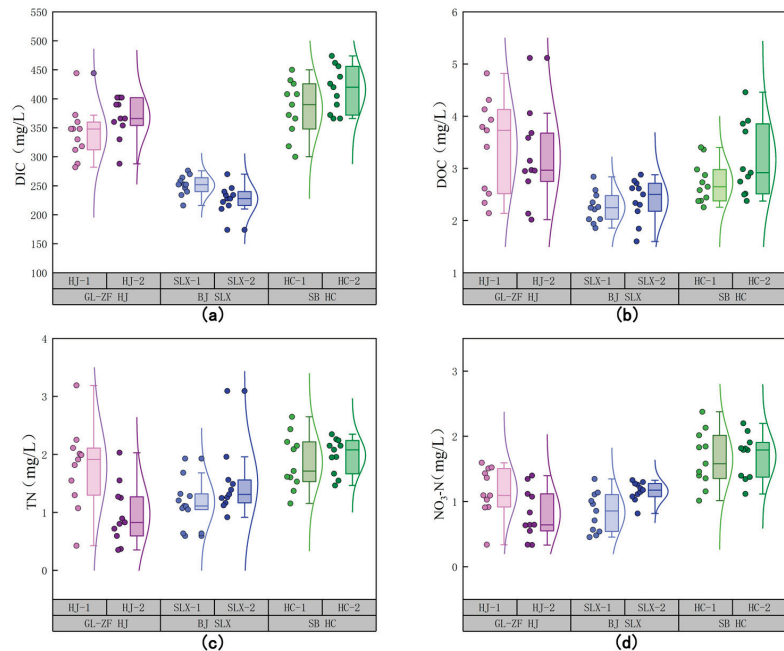 DIC (mg/L)
550
500
450
400
350
300
250
200
150
100
HJ-1 HJ-2 SLX-1 SLX-2 HC-1 HC-2
GL-ZF HJ BJ SLX SB HC
(a)
DOC (mg/L)
6
5
4
3
2
1
HJ-1 HJ-2 SLX-1 SLX-2 HC-1 HC-2
GL-ZF HJ BJ SLX SB HC
(b)
TN (mg/L)
4
3
2
1
0
HJ-1 HJ-2 SLX-1 SLX-2 HC-1 HC-2
GL-ZF HJ BJ SLX SB HC
(c)
NO₃-N (mg/L)
3
2
1
0
HJ-1 HJ-2 SLX-1 SLX-2 HC-1 HC-2
GL-ZF HJ BJ SLX SB HC
(d)